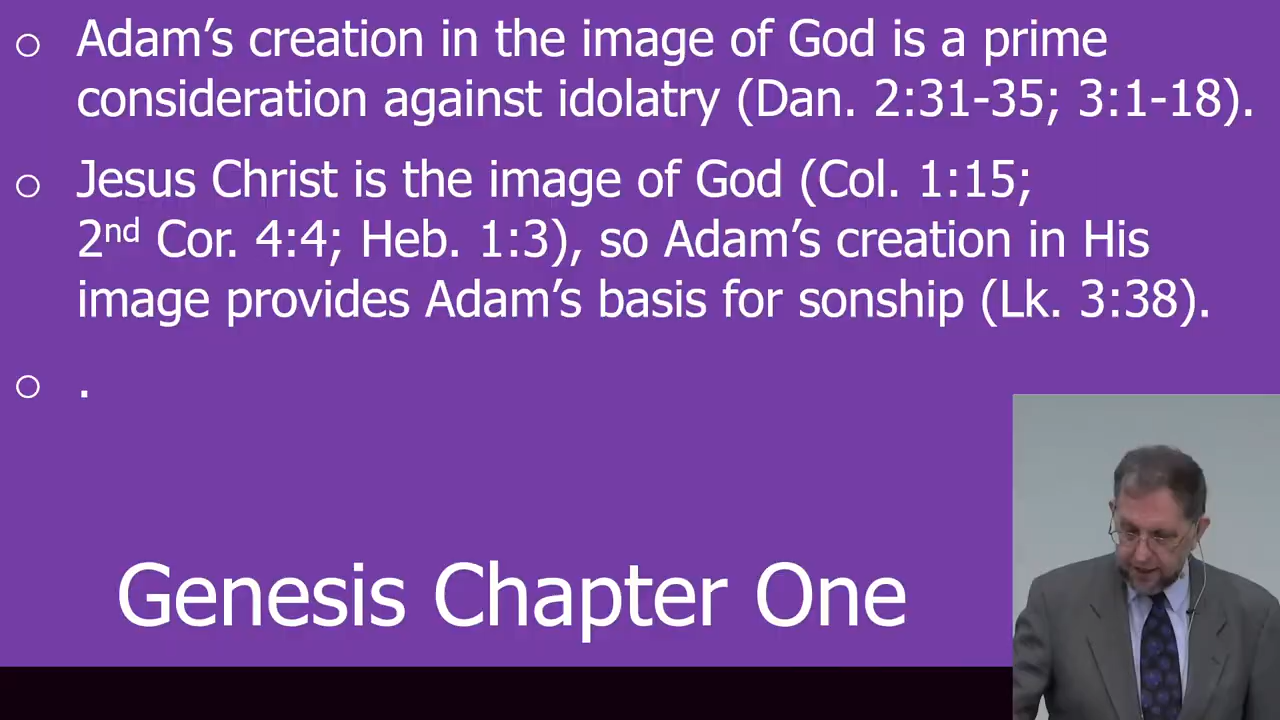 ○ Adam's creation in the image of God is a prime
consideration against idolatry (Dan. 2:31-35; 3:1-18).
○ Jesus Christ is the image of God (Col. 1:15;
2nd Cor. 4:4; Heb. 1:3), so Adam's creation in His
image provides Adam's basis for sonship (Lk. 3:38).
○ .
Genesis Chapter One